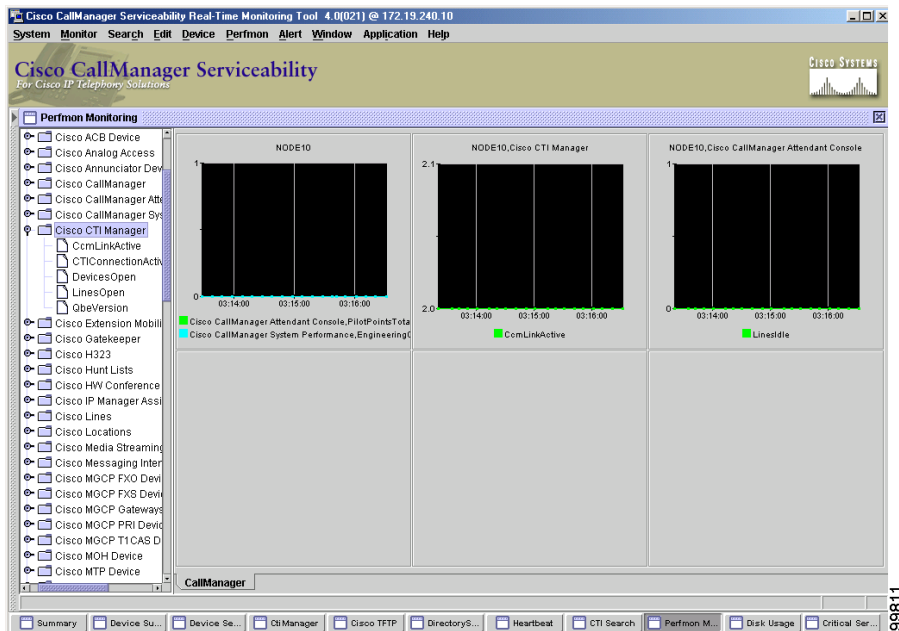 Cisco CallManager Serviceability Real-Time Monitoring Tool 4.0(021) @ 172.19.240.10
System Monitor Search Edit Device Perfmon Alert Window Application Help
Cisco CallManager Serviceability
For Cisco IP Telephony Solutions
CISCO SYSTEMS
Perfmon Monitoring
Cisco ACB Device
Cisco Analog Access
Cisco Annunciator Dev
Cisco CallManager
Cisco CallManager Atte
Cisco CallManager Sys
Cisco CTI Manager
CcmLinkActive
CTIConnectionActiv
DevicesOpen
LinesOpen
QbeVersion
Cisco Extension Mobili
Cisco Gatekeeper
Cisco H323
Cisco Hunt Lists
Cisco HW Conference
Cisco IP Manager Assi
Cisco Lines
Cisco Locations
Cisco Media Streaming
Cisco Messaging Inter
Cisco MGCP FXO Devi
Cisco MGCP FXS Devi
Cisco MGCP Gateways
Cisco MGCP PRI Devic
Cisco MGCP T1CAS D
Cisco MOH Device
Cisco MTP Device
NODE10
1
0
03:14:00 03:15:00 03:16:00
Cisco CallManager Attendant Console,PilotPointsTota
Cisco CallManager System Performance,Engineering
NODE10,Cisco CTI Manager
2.1
2.0
03:14:00 03:15:00 03:16:00
CcmLinkActive
NODE10,Cisco CallManager Attendant Console
1
0
03:14:00 03:15:00 03:16:00
LinesIdle
CallManager
Summary Device Su... Device Se... CtiManager Cisco TFTP DirectoryS... Heartbeat CTI Search Perfmon M... Disk Usage Critical Ser...
99811